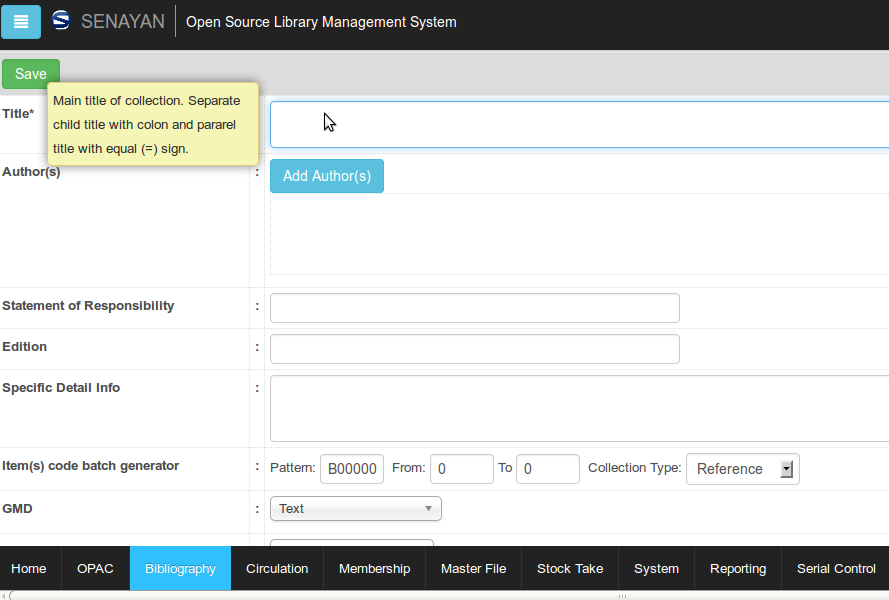 SENAYAN Open Source Library Management System
Save
Main title of collection. Separate
child title with colon and pararel
title with equal (=) sign.
Title*
Author(s) : Add Author(s)
Statement of Responsibility :
Edition :
Specific Detail Info :
Item(s) code batch generator : Pattern: B00000 From: 0 To 0 Collection Type: Reference
GMD : Text
Home OPAC Bibliography Circulation Membership Master File Stock Take System Reporting Serial Control